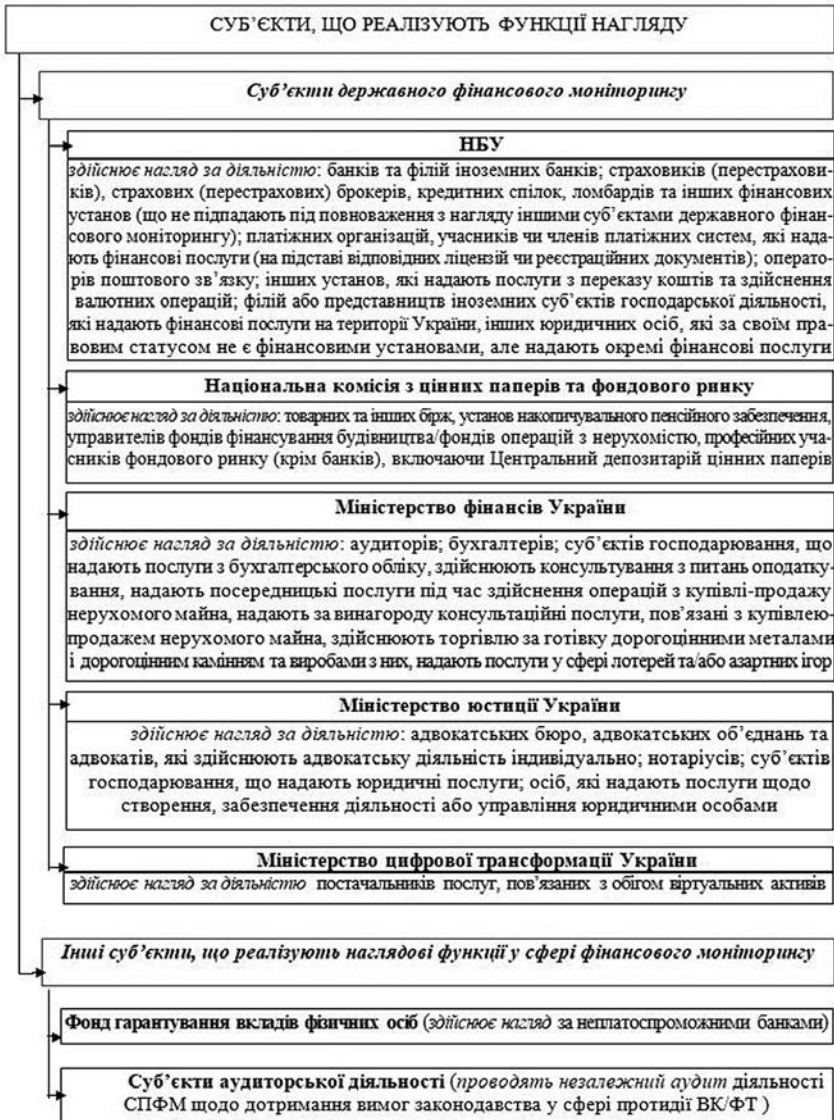 СУБ’ЄКТИ, ЩО РЕАЛІЗУЮТЬ ФУНКЦІЇ НАГЛЯДУ
Суб’єкти державного фінансового моніторингу
НБУ
здійснює нагляд за діяльністю: банків та філій іноземних банків; страховиків (перестрахови-
ків), страхових (перестрахових) брокерів, кредитних спілок, ломбардів та інших фінансових
установ (що не підпадають під повноваження з нагляду іншими суб’єктами державного фінан-
сового моніторингу); платіжних організацій, учасників чи членів платіжних систем, які нада-
ють фінансові послуги (на підставі відповідних ліцензій чи реєстраційних документів); операто-
рів поштового зв’язку; інших установ, які надають послуги з переказу коштів та здійснення
валютних операцій; філій або представництв іноземних суб’єктів господарської діяльності,
які надають фінансові послуги на території України, інших юридичних осіб, які за своїм пра-
вовим статусом не є фінансовими установами, але надають окремі фінансові послуги
Національна комісія з цінних паперів та фондового ринку
здійснює нагляд за діяльністю: товарних та інших бірж, установ накопичувального пенсійного забезпечення,
управителів фондів фінансування будівництва/фондів операцій з нерухомістю, професійних уча-
сників фондового ринку (крім банків), включаючи Центральний депозитарій цінних паперів
Міністерство фінансів України
здійснює нагляд за діяльністю: аудиторів; бухгалтерів; суб’єктів господарювання, що
надають послуги з бухгалтерського обліку, здійснюють консультування з питань оподатку-
вання, надають посередницькі послуги під час здійснення операцій з купівлі-продажу
нерухомого майна, надають за винагороду консультаційні послуги, пов’язані з купівлею-
продажем нерухомого майна, здійснюють торгівлю за готівку дорогоцінними металами
і дорогоцінним камінням та виробами з них, надають послуги у сфері лотерей та/або азартних ігор
Міністерство юстиції України
здійснює нагляд за діяльністю: адвокатських бюро, адвокатських об’єднань та
адвокатів, які здійснюють адвокатську діяльність індивідуально; нотаріусів; суб’єктів
господарювання, що надають юридичні послуги; осіб, які надають послуги щодо
створення, забезпечення діяльності або управління юридичними особами
Міністерство цифрової трансформації України
здійснює нагляд за діяльністю постачальників послуг, пов’язаних з обігом віртуальних активів
Інші суб’єкти, що реалізують наглядові функції у сфері фінансового моніторингу
Фонд гарантування вкладів фізичних осіб (здійснює нагляд за неплатоспроможними банками)
Суб’єкти аудиторської діяльності (проводять незалежний аудит діяльності
СПФМ щодо дотримання вимог законодавства у сфері протидії ВК/ФТ )